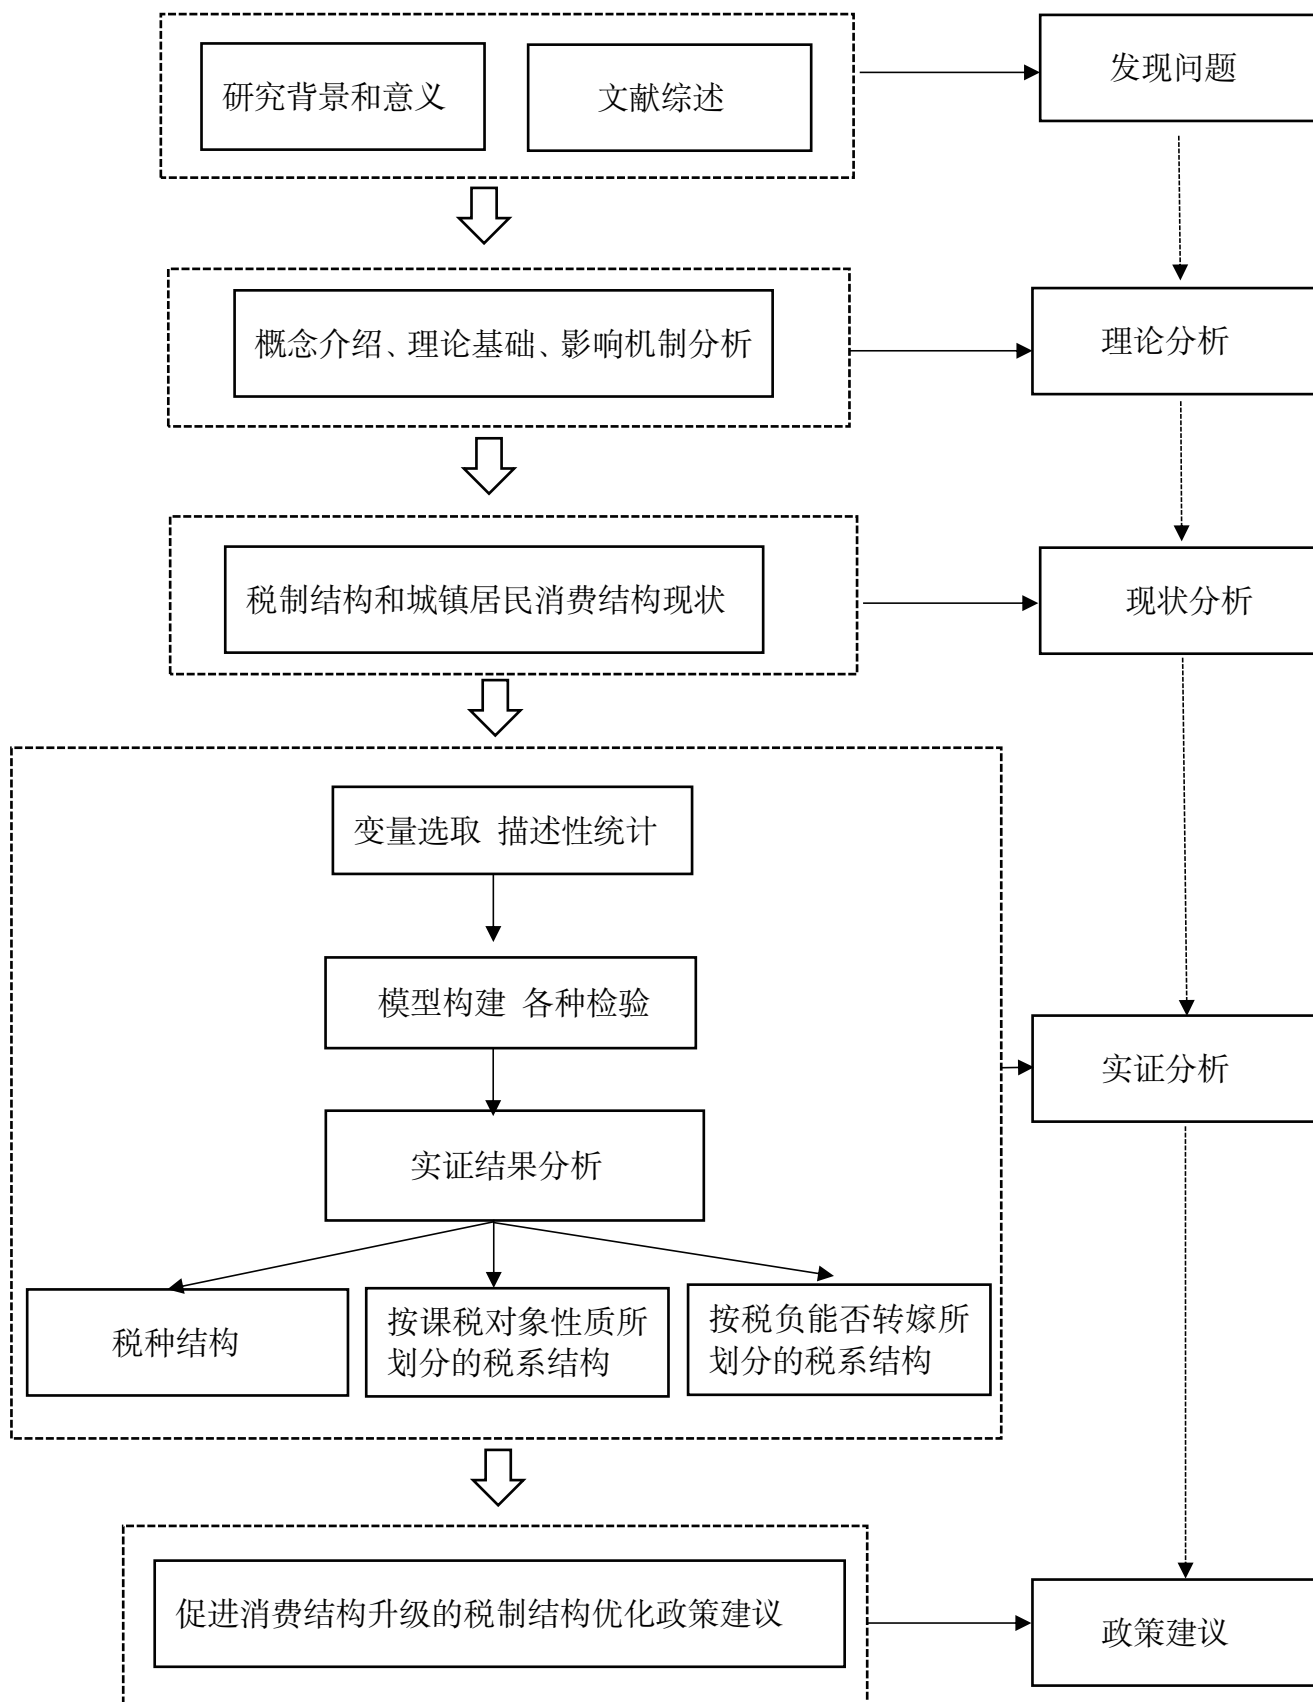 研究背景和意义
文献综述
发现问题
概念介绍、理论基础、影响机制分析
理论分析
税制结构和城镇居民消费结构现状
现状分析
变量选取 描述性统计
模型构建 各种检验
实证分析
实证结果分析
税种结构
按课税对象性质所
划分的税系结构
按税负能否转嫁所
划分的税系结构
促进消费结构升级的税制结构优化政策建议
政策建议